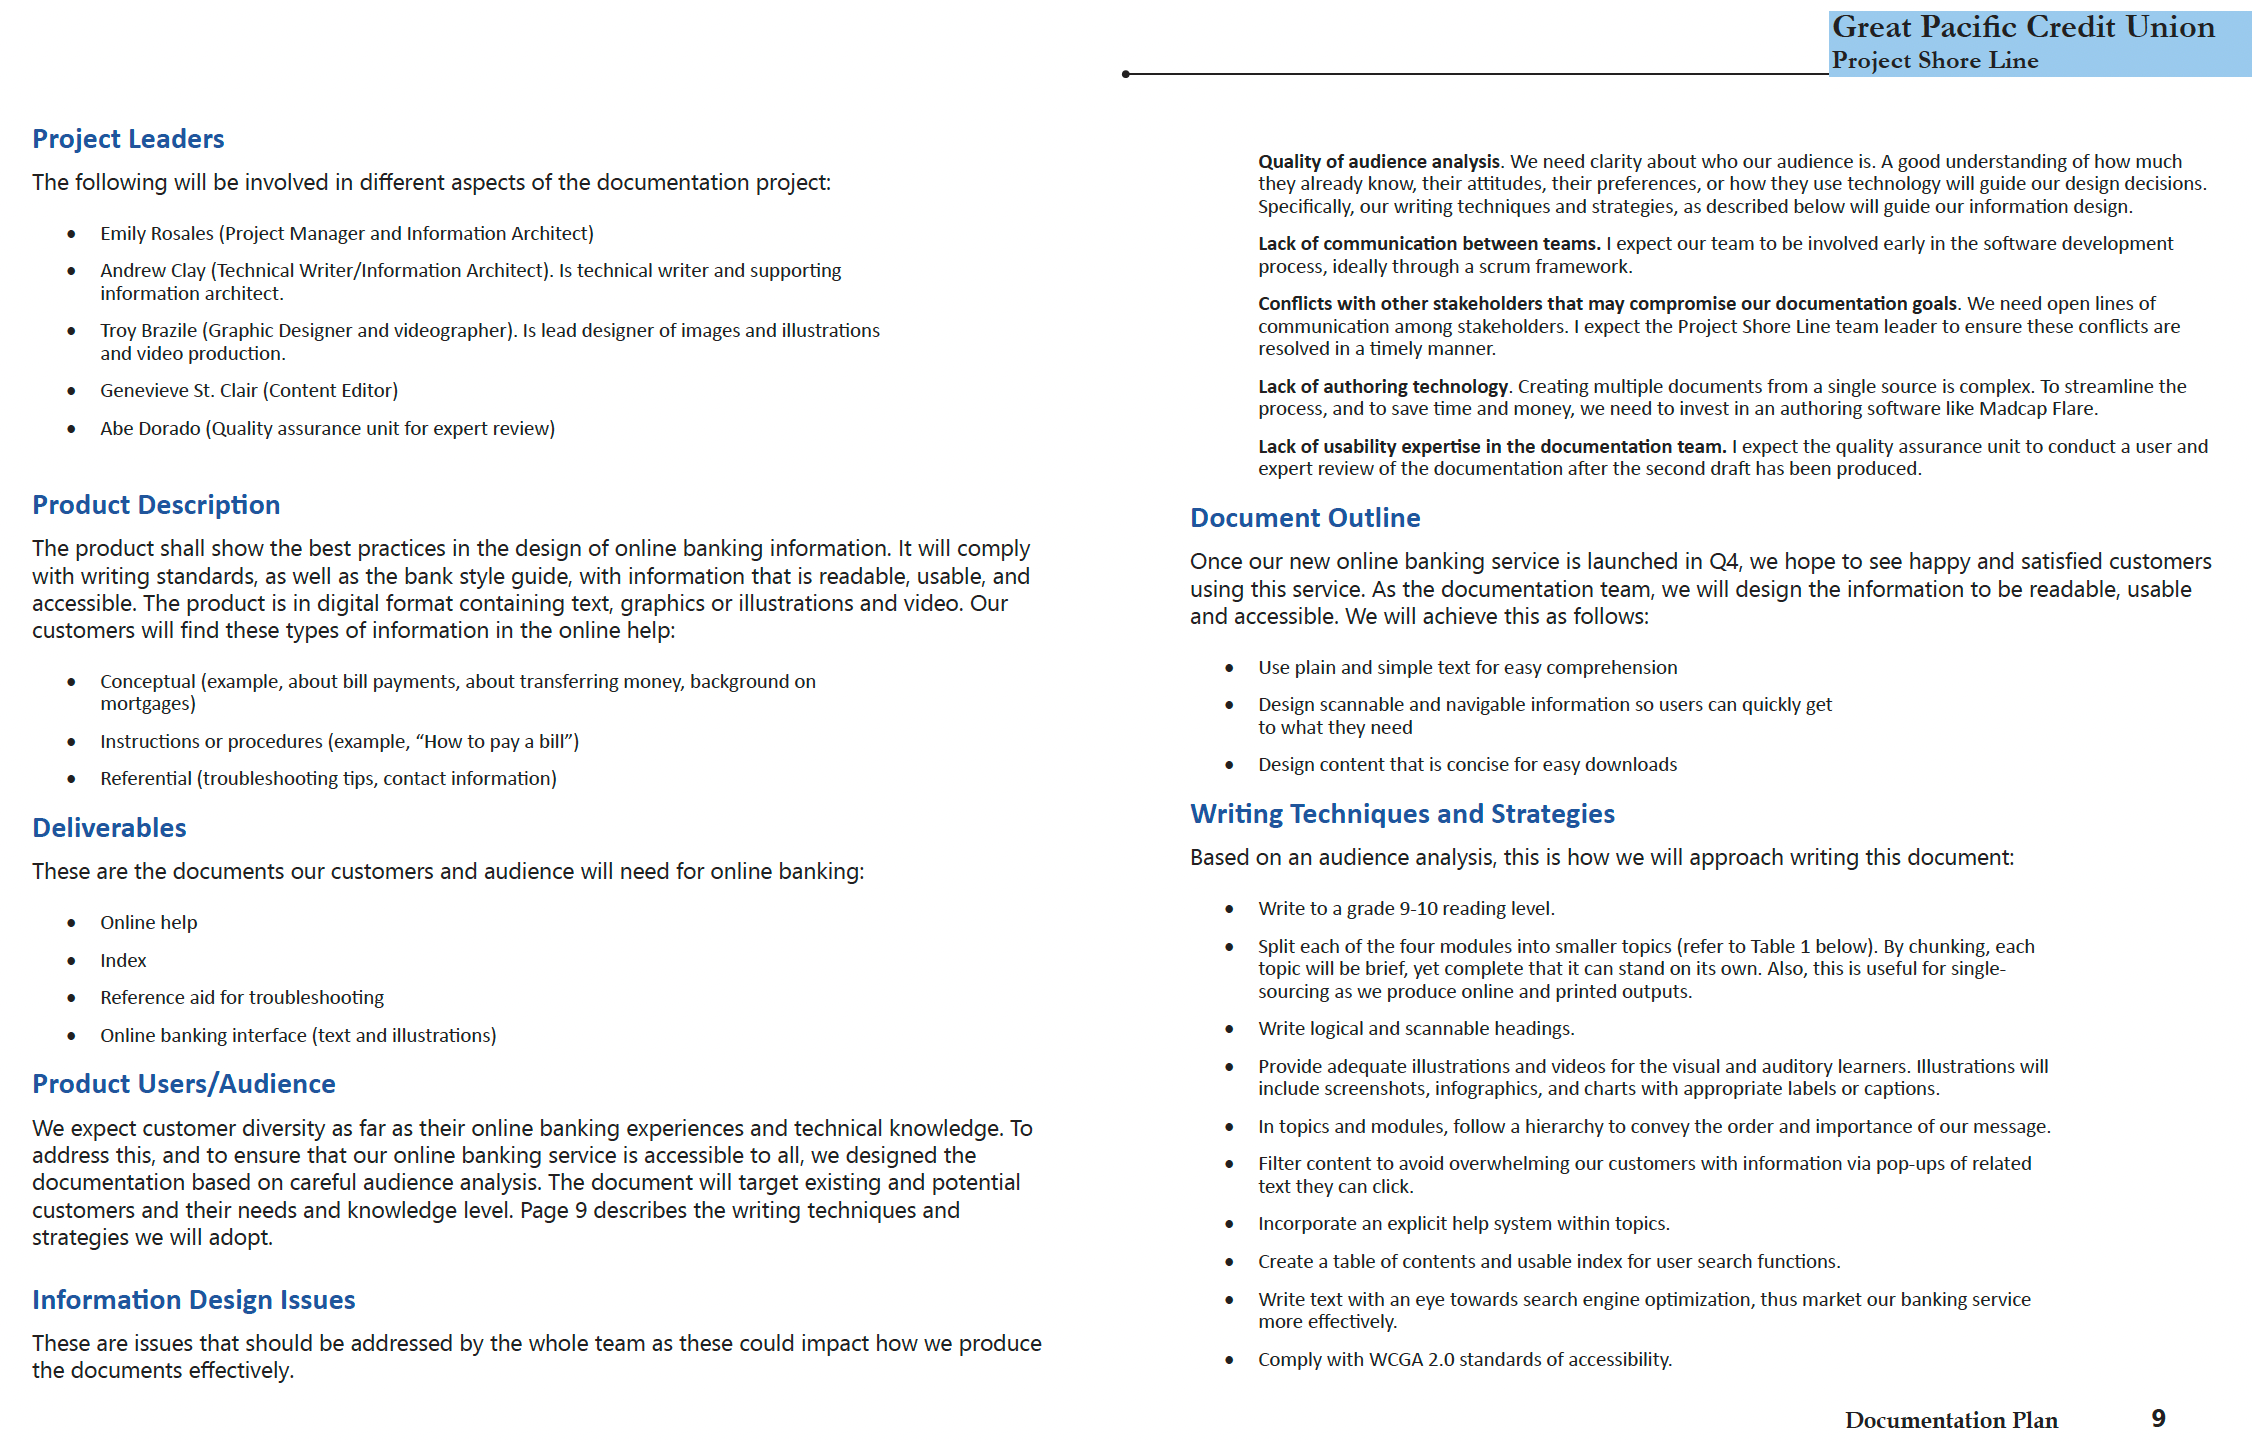 Great Pacific Credit Union
Project Shore Line
Project Leaders
The following will be involved in different aspects of the documentation project:
• Emily Rosales (Project Manager and Information Architect)
• Andrew Clay (Technical Writer/Information Architect). Is technical writer and supporting
information architect.
• Troy Brazile (Graphic Designer and videographer). Is lead designer of images and illustrations
and video production.
• Genevieve St. Clair (Content Editor)
• Abe Dorado (Quality assurance unit for expert review)
Product Description
The product shall show the best practices in the design of online banking information. It will comply
with writing standards, as well as the bank style guide, with information that is readable, usable, and
accessible. The product is in digital format containing text, graphics or illustrations and video. Our
customers will find these types of information in the online help:
• Conceptual (example, about bill payments, about transferring money, background on
mortgages)
• Instructions or procedures (example, “How to pay a bill”)
• Referential (troubleshooting tips, contact information)
Deliverables
These are the documents our customers and audience will need for online banking:
• Online help
• Index
• Reference aid for troubleshooting
• Online banking interface (text and illustrations)
Product Users/Audience
We expect customer diversity as far as their online banking experiences and technical knowledge. To
address this, and to ensure that our online banking service is accessible to all, we designed the
documentation based on careful audience analysis. The document will target existing and potential
customers and their needs and knowledge level. Page 9 describes the writing techniques and
strategies we will adopt.
Information Design Issues
These are issues that should be addressed by the whole team as these could impact how we produce
the documents effectively.
Quality of audience analysis. We need clarity about who our audience is. A good understanding of how much
they already know, their attitudes, their preferences, or how they use technology will guide our design decisions.
Specifically, our writing techniques and strategies, as described below will guide our information design.
Lack of communication between teams. I expect our team to be involved early in the software development
process, ideally through a scrum framework.
Conflicts with other stakeholders that may compromise our documentation goals. We need open lines of
communication among stakeholders. I expect the Project Shore Line team leader to ensure these conflicts are
resolved in a timely manner.
Lack of authoring technology. Creating multiple documents from a single source is complex. To streamline the
process, and to save time and money, we need to invest in an authoring software like Madcap Flare.
Lack of usability expertise in the documentation team. I expect the quality assurance unit to conduct a user and
expert review of the documentation after the second draft has been produced.
Document Outline
Once our new online banking service is launched in Q4, we hope to see happy and satisfied customers
using this service. As the documentation team, we will design the information to be readable, usable
and accessible. We will achieve this as follows:
• Use plain and simple text for easy comprehension
• Design scannable and navigable information so users can quickly get
to what they need
• Design content that is concise for easy downloads
Writing Techniques and Strategies
Based on an audience analysis, this is how we will approach writing this document:
• Write to a grade 9-10 reading level.
• Split each of the four modules into smaller topics (refer to Table 1 below). By chunking, each
topic will be brief, yet complete that it can stand on its own. Also, this is useful for single-
sourcing as we produce online and printed outputs.
• Write logical and scannable headings.
• Provide adequate illustrations and videos for the visual and auditory learners. Illustrations will
include screenshots, infographics, and charts with appropriate labels or captions.
• In topics and modules, follow a hierarchy to convey the order and importance of our message.
• Filter content to avoid overwhelming our customers with information via pop-ups of related
text they can click.
• Incorporate an explicit help system within topics.
• Create a table of contents and usable index for user search functions.
• Write text with an eye towards search engine optimization, thus market our banking service
more effectively.
• Comply with WCGA 2.0 standards of accessibility.
Documentation Plan 9